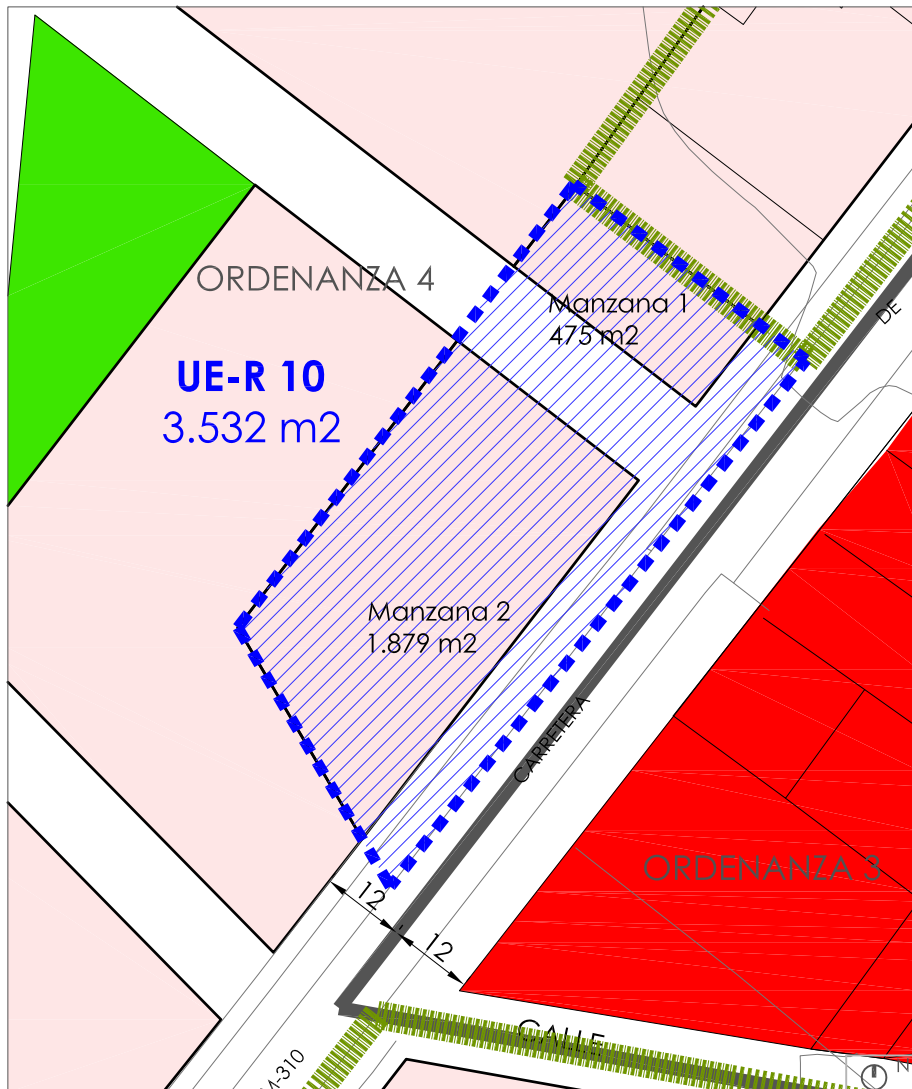 ORDENANZA 4
Manzana 1
475 m2
DE
UE-R 10
3.532 m2
Manzana 2
1.879 m2
CARRETERA
ORDENANZA 3
12
12
CALLE
-310
N